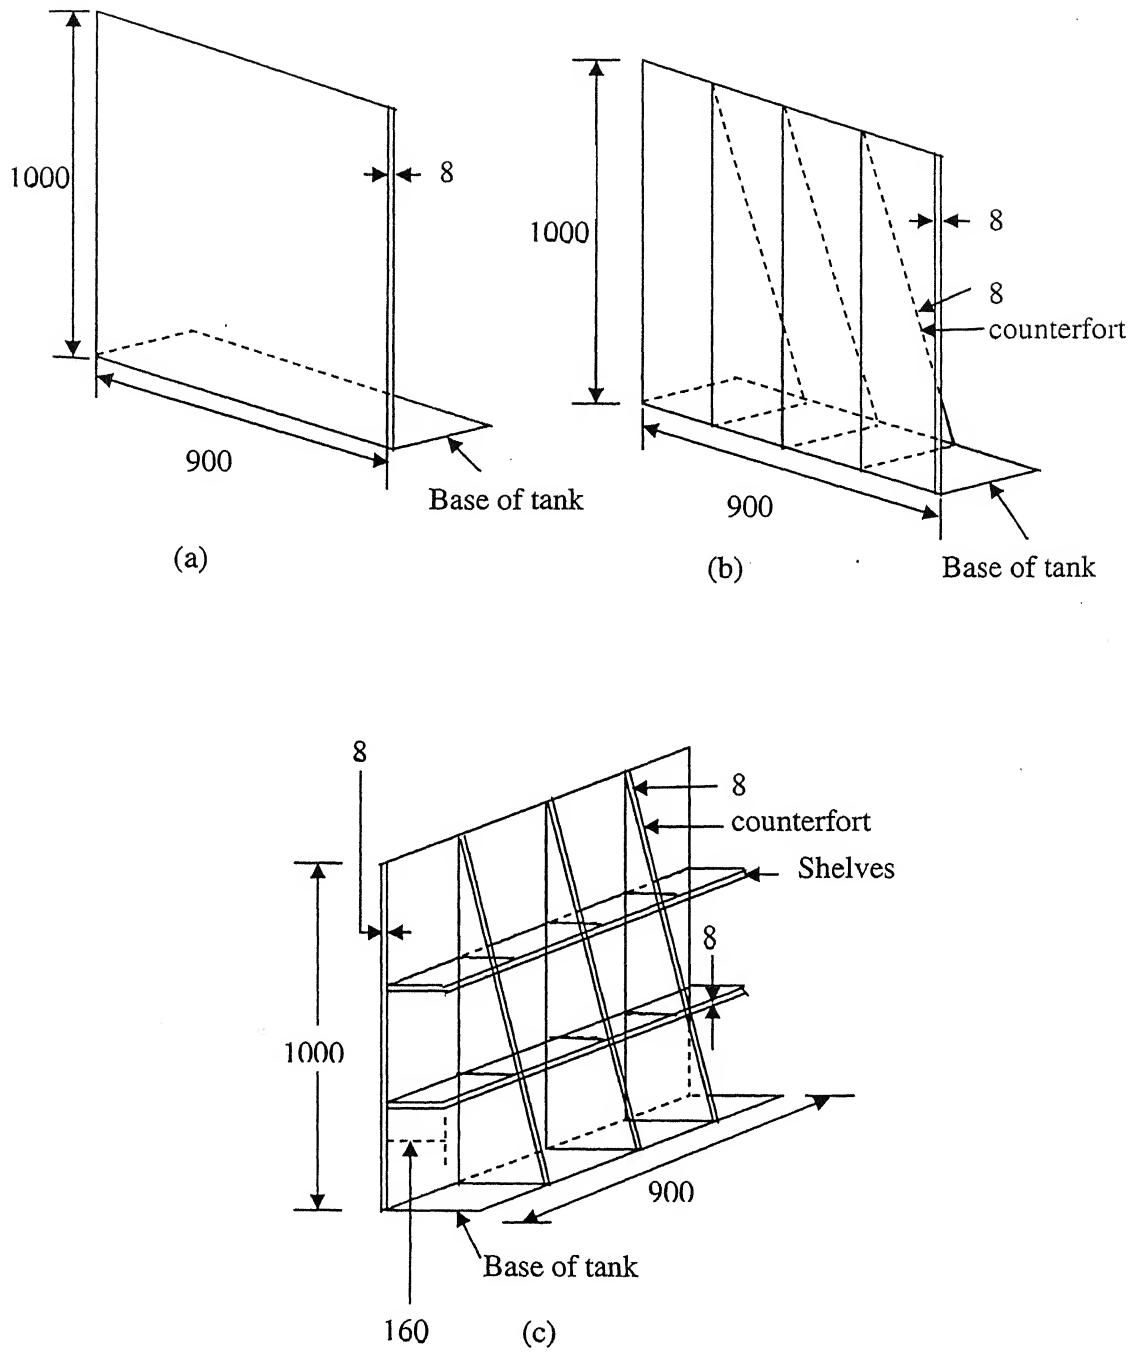 1000
8
900
Base of tank
(a)
1000
8
8
counterfort
900
Base of tank
(b)
8
8
counterfort
Shelves
8
1000
900
Base of tank
160
(c)